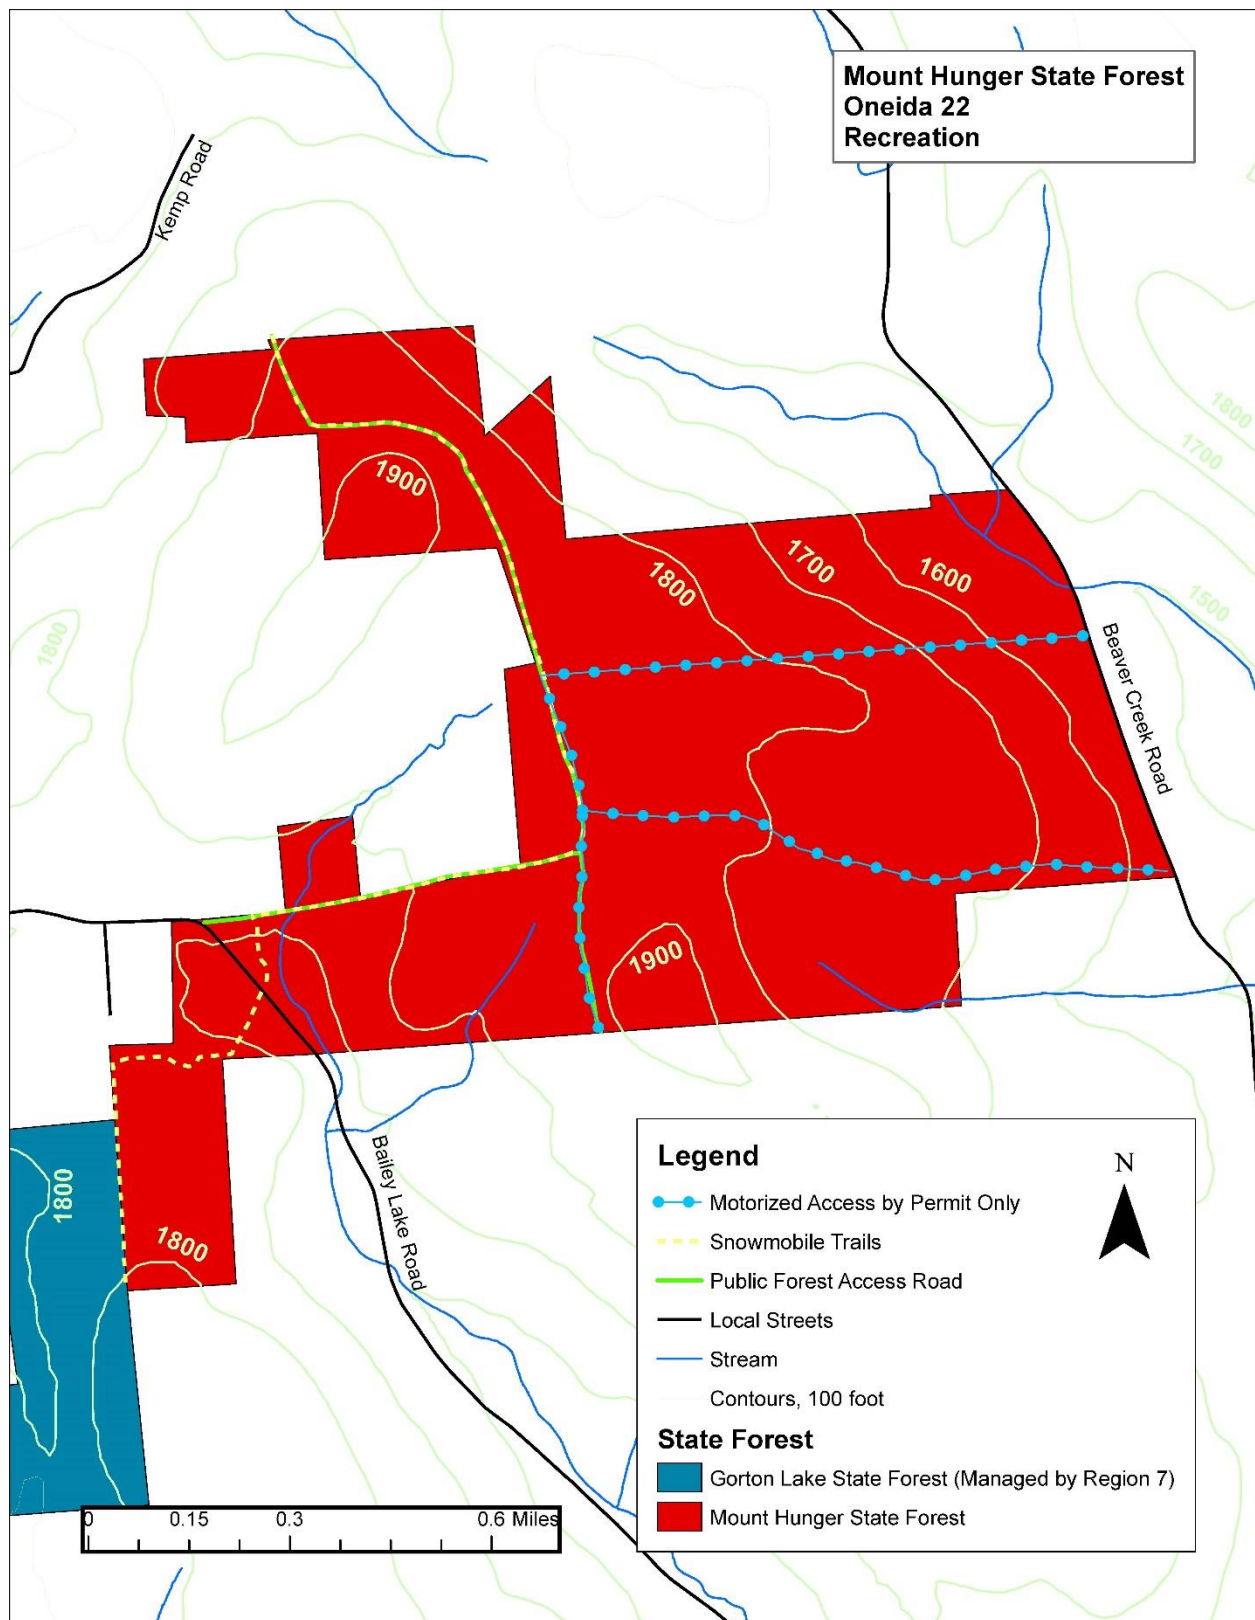 Mount Hunger State Forest
Oneida 22
Recreation
Kemp Road
1800
1700
1900
1800
1700
1600
1500
1800
Beaver Creek Road
1900
1800
1800
Bailey Lake Road
Legend
N
Motorized Access by Permit Only
Snowmobile Trails
Public Forest Access Road
Local Streets
Stream
Contours, 100 foot
State Forest
Gorton Lake State Forest (Managed by Region 7)
Mount Hunger State Forest
0 0.15 0.3 0.6 Miles